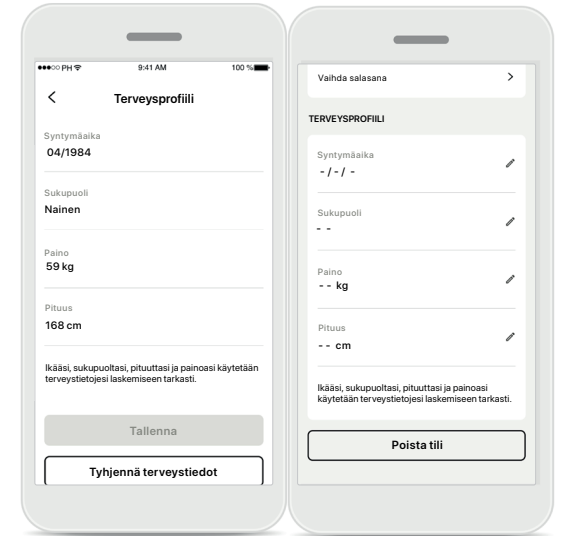 PH
9:41 AM
100 %
Terveysprofiili
Syntymäaika
04/1984
Sukupuoli
Nainen
Paino
59 kg
Pituus
168 cm
Ikääsi, sukupuoltasi, pituuttasi ja painoasi käytetään
terveystietojesi laskemiseen tarkasti.
Tallenna
Tyhjennä terveystiedot
Vaihda salasana
TERVEYSPROFIILI
Syntymäaika
- / - / -
Sukupuoli
- -
Paino
- - kg
Pituus
- - cm
Ikääsi, sukupuoltasi, pituuttasi ja painoasi
käytetään terveystietojesi laskemiseen tarkasti.
Poista tili